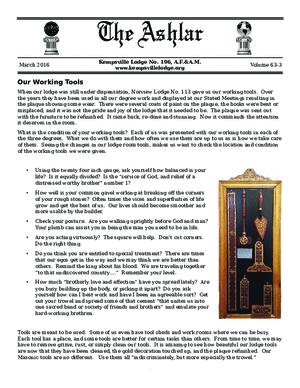 The Ashlar
March 2016
Kempsville Lodge No. 196, A.F.&A.M.
www.kempsvillelodge.org
Volume 63-3
Our Working Tools
When our lodge was still under dispensation, Norview Lodge No. 113 gave us our working tools. Over
the years they have been used in all our degree work and displayed at our Stated Meetings resulting in
the plaque showing some wear. There were several coats of paint on the plaque, the hooks were bent or
misplaced, and it was not the pride and joy of the lodge that it needed to be. The plaque was sent out
with the furniture to be refinished. It came back, re-done and stunning. Now it commands the attention
it deserves in the room.
What is the condition of your working tools? Each of us was presented with our working tools in each of
the three degrees. What we do with them and how often we use them are up to us as is how we take care
of them. Seeing the changes in our lodge room tools, makes us want to check the location and condition
of the working tools we were given.
• Using the twenty four inch gauge, ask yourself how balanced is your
life? Is it equally divided? Is the "service of God, and relief of a
distressed worthy brother" number 1?
• How well is your common gavel working at breaking off the corners
of your rough stones? Often times the vices and superfluities of life
grow and get the best of us. Our lives should become smoother and
more usable by the builder.
• Check your posture. Are you walking uprightly before God and man?
Your plumb can assist you in being the man you need to be in life.
• Are you acting virtuously? The square will help. Don't cut corners.
Do the right thing.
• Do you think you are entitled to special treatment? There are times
that our egos get in the way and we may think we are better than
others. Remind the king about his blood. We are traveling together
"to that undiscovered country…." Remember your level.
• How much "brotherly love and affection" have you spread lately? Are
you busy building up the body, or picking it apart? Do you ask
yourself how can I best work and have been an agreeable sort? Get
out your trowel and spread some of that cement "that unites us into
one sacred band or society of friends and brothers" and emulate your
hard-working brethren.
Tools are meant to be used. Some of us even have tool sheds and work rooms where we can be busy.
Each tool has a place, and some tools are better for certain tasks than others. From time to time, we may
have to remove grime, rust, or simply clean our tools. It is amazing to see how beautiful our lodge tools
are now that they have been cleaned, the gold decoration touched up, and the plaque refinished. Our
Masonic tools are no different. Use them all "indiscriminately, but more especially the trowel."